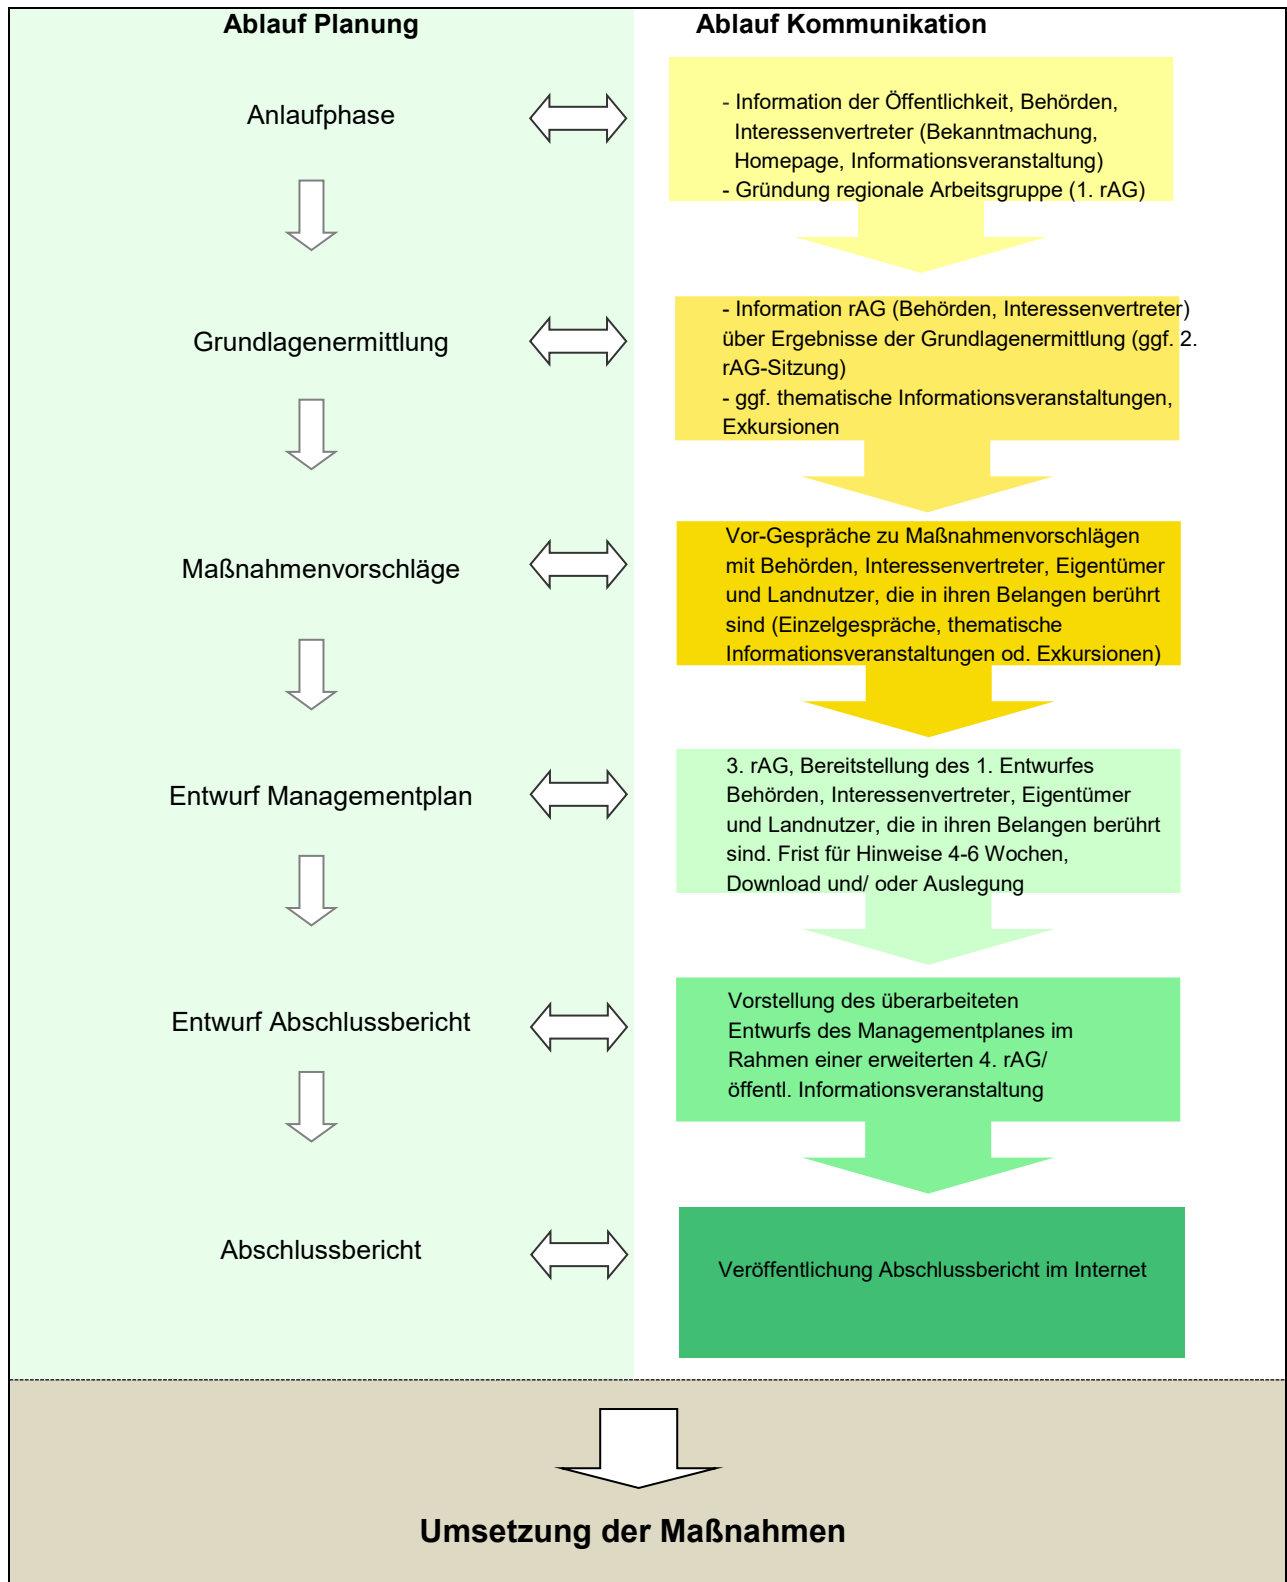 Ablauf Planung
Ablauf Kommunikation
Anlaufphase
- Information der Öffentlichkeit, Behörden,
Interessenvertreter (Bekanntmachung,
Homepage, Informationsveranstaltung)
- Gründung regionale Arbeitsgruppe (1. rAG)
Grundlagenermittlung
- Information rAG (Behörden, Interessenvertreter)
über Ergebnisse der Grundlagenermittlung (ggf. 2.
rAG-Sitzung)
- ggf. thematische Informationsveranstaltungen,
Exkursionen
Maßnahmenvorschläge
Vor-Gespräche zu Maßnahmenvorschlägen
mit Behörden, Interessenvertreter, Eigentümer
und Landnutzer, die in ihren Belangen berührt
sind (Einzelgespräche, thematische
Informationsveranstaltungen od. Exkursionen)
Entwurf Managementplan
3. rAG, Bereitstellung des 1. Entwurfes
Behörden, Interessenvertreter, Eigentümer
und Landnutzer, die in ihren Belangen berührt
sind. Frist für Hinweise 4-6 Wochen,
Download und/ oder Auslegung
Entwurf Abschlussbericht
Vorstellung des überarbeiteten
Entwurfs des Managementplanes im
Rahmen einer erweiterten 4. rAG/
öffentl. Informationsveranstaltung
Abschlussbericht
Veröffentlichung Abschlussbericht im Internet
Umsetzung der Maßnahmen